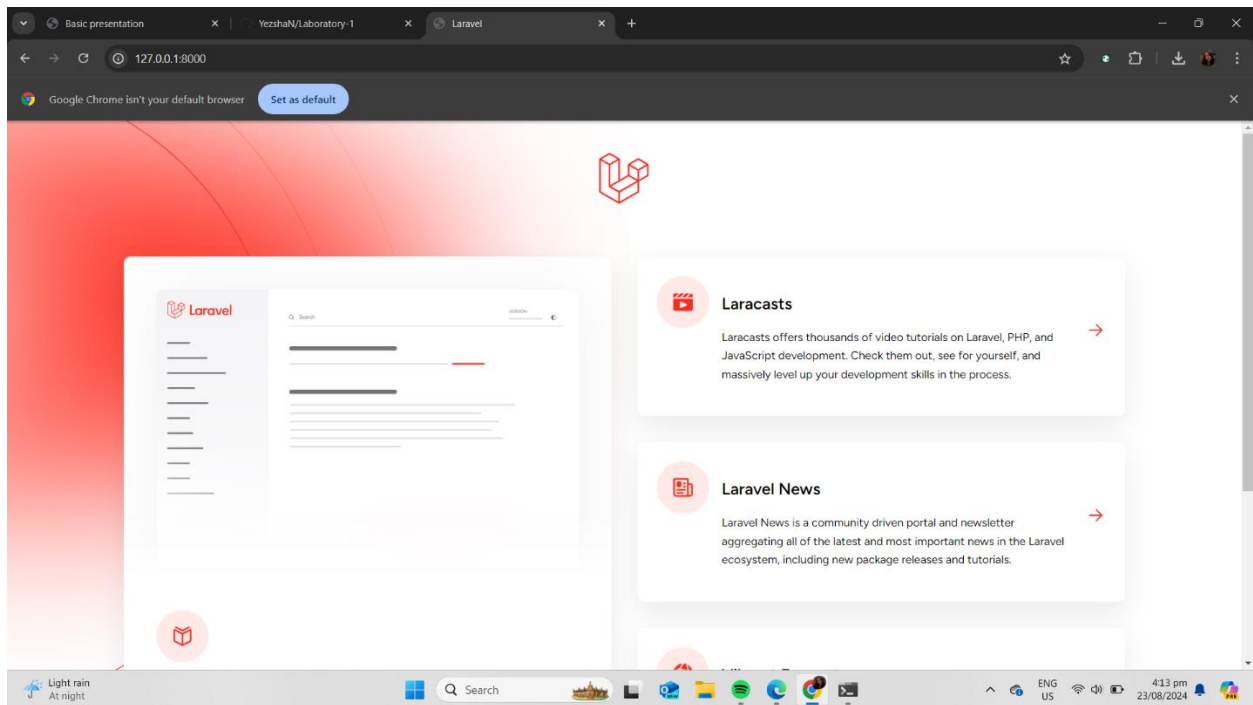 Basic presentation
YezshaN/Laboratory-1
Laravel
127.0.0.1:8000
Google Chrome isn't your default browser
Set as default
Laravel
Search
VERSION
Laracasts
Laracasts offers thousands of video tutorials on Laravel, PHP, and
JavaScript development. Check them out, see for yourself, and
massively level up your development skills in the process.
Laravel News
Laravel News is a community driven portal and newsletter
aggregating all of the latest and most important news in the Laravel
ecosystem, including new package releases and tutorials.
Light rain
At night
Search
ENG
US
4:13 pm
23/08/2024